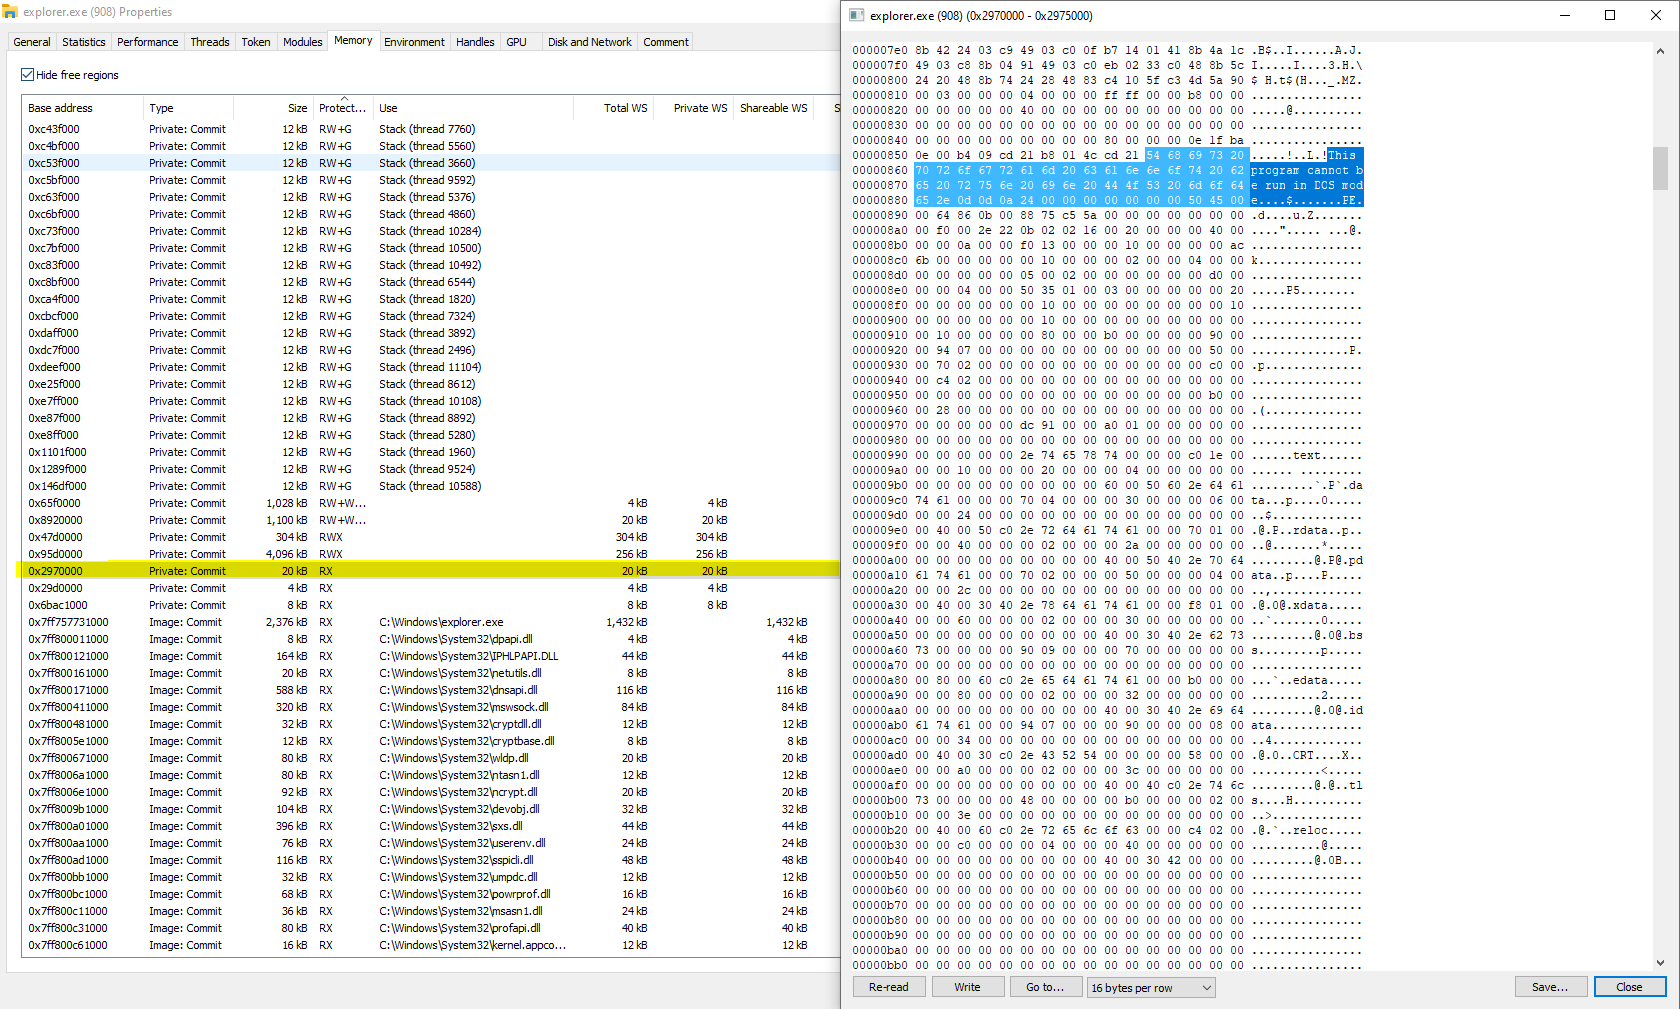 explorer.exe (908) Properties
General Statistics Performance Threads Token Modules Memory Environment Handles GPU Disk and Network Comment
Hide free regions
Base address Type Size Protect... Use Total WS Private WS Shareable WS S
0xc43f000 Private: Commit 12 kB RW+G Stack (thread 7760)
0xc4bf000 Private: Commit 12 kB RW+G Stack (thread 5560)
0xc53f000 Private: Commit 12 kB RW+G Stack (thread 3660)
0xc5bf000 Private: Commit 12 kB RW+G Stack (thread 9592)
0xc63f000 Private: Commit 12 kB RW+G Stack (thread 5376)
0xc6bf000 Private: Commit 12 kB RW+G Stack (thread 4860)
0xc73f000 Private: Commit 12 kB RW+G Stack (thread 10284)
0xc7bf000 Private: Commit 12 kB RW+G Stack (thread 10500)
0xc83f000 Private: Commit 12 kB RW+G Stack (thread 10492)
0xc8bf000 Private: Commit 12 kB RW+G Stack (thread 6544)
0xca4f000 Private: Commit 12 kB RW+G Stack (thread 1820)
0xcbcf000 Private: Commit 12 kB RW+G Stack (thread 7324)
0xdaff000 Private: Commit 12 kB RW+G Stack (thread 3892)
0xdc7f000 Private: Commit 12 kB RW+G Stack (thread 2496)
0xdeef000 Private: Commit 12 kB RW+G Stack (thread 11104)
0xe25f000 Private: Commit 12 kB RW+G Stack (thread 8612)
0xe7ff000 Private: Commit 12 kB RW+G Stack (thread 10108)
0xe87f000 Private: Commit 12 kB RW+G Stack (thread 8892)
0xe8ff000 Private: Commit 12 kB RW+G Stack (thread 5280)
0x1101f000 Private: Commit 12 kB RW+G Stack (thread 1960)
0x1289f000 Private: Commit 12 kB RW+G Stack (thread 9524)
0x146df000 Private: Commit 12 kB RW+G Stack (thread 10588)
0x65f0000 Private: Commit 1,028 kB RW+W... 4 kB 4 kB
0x8920000 Private: Commit 1,100 kB RW+W... 20 kB 20 kB
0x47d0000 Private: Commit 304 kB RWX 304 kB 304 kB
0x95d0000 Private: Commit 4,096 kB RWX 256 kB 256 kB
0x2970000 Private: Commit 20 kB RX 20 kB 20 kB
0x29d0000 Private: Commit 4 kB RX 4 kB 4 kB
0x6bac1000 Private: Commit 8 kB RX 8 kB 8 kB
0x7ff757731000 Image: Commit 2,376 kB RX C:\Windows\explorer.exe 1,432 kB 1,432 kB
0x7ff800011000 Image: Commit 8 kB RX C:\Windows\System32\dpapi.dll 4 kB 4 kB
0x7ff800121000 Image: Commit 164 kB RX C:\Windows\System32\IPHLPAPI.DLL 44 kB 44 kB
0x7ff800161000 Image: Commit 20 kB RX C:\Windows\System32\netutils.dll 8 kB 8 kB
0x7ff800171000 Image: Commit 588 kB RX C:\Windows\System32\dnsapi.dll 116 kB 116 kB
0x7ff800411000 Image: Commit 320 kB RX C:\Windows\System32\mswsock.dll 84 kB 84 kB
0x7ff800481000 Image: Commit 32 kB RX C:\Windows\System32\cryptdll.dll 12 kB 12 kB
0x7ff8005e1000 Image: Commit 12 kB RX C:\Windows\System32\cryptbase.dll 8 kB 8 kB
0x7ff800671000 Image: Commit 80 kB RX C:\Windows\System32\wldp.dll 20 kB 20 kB
0x7ff8006a1000 Image: Commit 80 kB RX C:\Windows\System32\ntasn1.dll 12 kB 12 kB
0x7ff8006e1000 Image: Commit 92 kB RX C:\Windows\System32\ncrypt.dll 20 kB 20 kB
0x7ff8009b1000 Image: Commit 104 kB RX C:\Windows\System32\devobj.dll 32 kB 32 kB
0x7ff800a01000 Image: Commit 396 kB RX C:\Windows\System32\sxs.dll 44 kB 44 kB
0x7ff800aa1000 Image: Commit 76 kB RX C:\Windows\System32\userenv.dll 24 kB 24 kB
0x7ff800ad1000 Image: Commit 116 kB RX C:\Windows\System32\sspicli.dll 48 kB 48 kB
0x7ff800bb1000 Image: Commit 32 kB RX C:\Windows\System32\umpdc.dll 12 kB 12 kB
0x7ff800bc1000 Image: Commit 68 kB RX C:\Windows\System32\powrprof.dll 16 kB 16 kB
0x7ff800c11000 Image: Commit 36 kB RX C:\Windows\System32\msasn1.dll 24 kB 24 kB
0x7ff800c31000 Image: Commit 80 kB RX C:\Windows\System32\profapi.dll 40 kB 40 kB
0x7ff800c61000 Image: Commit 16 kB RX C:\Windows\System32\kernel.appco... 12 kB 12 kB
explorer.exe (908) (0x2970000 - 0x2975000)
000007e0 8b 42 24 03 c9 49 03 c0 0f b7 14 01 41 8b 4a 1c .B$..I......A.J.
000007f0 49 03 c8 8b 04 91 49 03 c0 eb 02 33 c0 48 8b 5c I.....I....3.H.\
00000800 24 20 48 8b 74 24 28 48 83 c4 10 5f c3 4d 5a 90 $ H.t$(H..._.MZ.
00000810 00 03 00 00 00 04 00 00 00 ff ff 00 00 b8 00 00 ................
00000820 00 00 00 00 00 40 00 00 00 00 00 00 00 00 00 00 .....@..........
00000830 00 00 00 00 00 00 00 00 00 00 00 00 00 00 00 00 ................
00000840 00 00 00 00 00 00 00 00 00 80 00 00 00 0e 1f ba ................
00000850 0e 00 b4 09 cd 21 b8 01 4c cd 21 54 68 69 73 20 .....!..L.!This
00000860 70 72 6f 67 72 61 6d 20 63 61 6e 6e 6f 74 20 62 program cannot b
00000870 65 20 72 75 6e 20 69 6e 20 44 4f 53 20 6d 6f 64 e run in DOS mod
00000880 65 2e 0d 0d 0a 24 00 00 00 00 00 00 00 50 45 00 e....$.......PE.
00000890 00 64 86 0b 00 88 75 c5 5a 00 00 00 00 00 00 00 .d....u.Z.......
000008a0 00 f0 00 2e 22 0b 02 02 16 00 20 00 00 00 40 00 ...."..... ...@.
000008b0 00 00 0a 00 00 f0 13 00 00 00 10 00 00 00 00 ac ................
000008c0 6b 00 00 00 00 00 10 00 00 00 02 00 00 04 00 00 k...............
000008d0 00 00 00 00 00 05 00 02 00 00 00 00 00 00 d0 00 ................
000008e0 00 00 04 00 00 50 35 01 00 03 00 00 00 00 00 20 .....P5........
000008f0 00 00 00 00 00 00 10 00 00 00 00 00 00 00 00 10 ................
00000900 00 00 00 00 00 00 10 00 00 00 00 00 00 00 00 00 ................
00000910 00 10 00 00 00 00 80 00 00 b0 00 00 00 00 90 00 ................
00000920 00 94 07 00 00 00 00 00 00 00 00 00 00 00 50 00 ..............P.
00000930 00 70 02 00 00 00 00 00 00 00 00 00 00 00 c0 00 .p..............
00000940 00 c4 02 00 00 00 00 00 00 00 00 00 00 00 00 00 ................
00000950 00 00 00 00 00 00 00 00 00 00 00 00 00 00 b0 00 ................
00000960 00 28 00 00 00 00 00 00 00 00 00 00 00 00 00 00 .(..............
00000970 00 00 00 00 00 dc 91 00 00 a0 01 00 00 00 00 00 ................
00000980 00 00 00 00 00 00 00 00 00 00 00 00 00 00 00 00 ................
00000990 00 00 00 00 00 2e 74 65 78 74 00 00 00 c0 1e 00 ......text......
000009a0 00 00 10 00 00 00 20 00 00 00 04 00 00 00 00 00 ...... .........
000009b0 00 00 00 00 00 00 00 00 00 60 00 50 60 2e 64 61 .........`.P`.da
000009c0 74 61 00 00 00 70 04 00 00 00 30 00 00 00 06 00 ta...p....0.....
000009d0 00 00 24 00 00 00 00 00 00 00 00 00 00 00 00 00 ..$.............
000009e0 00 40 00 50 c0 2e 72 64 61 74 61 00 00 70 01 00 .@.P..rdata..p..
000009f0 00 00 40 00 00 00 02 00 00 00 2a 00 00 00 00 00 ..@.......*.....
00000a00 00 00 00 00 00 00 00 00 00 40 00 50 40 2e 70 64 .........@.P@.pd
00000a10 61 74 61 00 00 70 02 00 00 00 50 00 00 00 04 00 ata..p....P.....
00000a20 00 00 2c 00 00 00 00 00 00 00 00 00 00 00 00 00 ..,.............
00000a30 00 40 00 30 40 2e 78 64 61 74 61 00 00 f8 01 00 .@.0@.xdata.....
00000a40 00 00 60 00 00 00 02 00 00 00 30 00 00 00 00 00 ..`.......0.....
00000a50 00 00 00 00 00 00 00 00 00 40 00 30 40 2e 62 73 .........@.0@.bs
00000a60 73 00 00 00 00 90 09 00 00 00 70 00 00 00 00 00 s.........p.....
00000a70 00 00 00 00 00 00 00 00 00 00 00 00 00 00 00 00 ................
00000a80 00 80 00 60 c0 2e 65 64 61 74 61 00 00 b0 00 00 ...`..edata.....
00000a90 00 00 80 00 00 00 02 00 00 00 32 00 00 00 00 00 ..........2.....
00000aa0 00 00 00 00 00 00 00 00 00 40 00 30 40 2e 69 64 .........@.0@.id
00000ab0 61 74 61 00 00 94 07 00 00 00 90 00 00 00 08 00 ata.............
00000ac0 00 00 34 00 00 00 00 00 00 00 00 00 00 00 00 00 ..4.............
00000ad0 00 40 00 30 c0 2e 43 52 54 00 00 00 00 58 00 00 .@.0..CRT....X..
00000ae0 00 00 a0 00 00 00 02 00 00 00 3c 00 00 00 00 00 ..........<.....
00000af0 00 00 00 00 00 00 00 00 00 40 00 40 c0 2e 74 6c .........@.@..tl
00000b00 73 00 00 00 00 48 00 00 00 00 b0 00 00 00 02 00 s....H..........
00000b10 00 00 3e 00 00 00 00 00 00 00 00 00 00 00 00 00 ..>.............
00000b20 00 40 00 60 c0 2e 72 65 6c 6f 63 00 00 c4 02 00 .@.`..reloc.....
00000b30 00 00 c0 00 00 00 04 00 00 00 40 00 00 00 00 00 ..........@.....
00000b40 00 00 00 00 00 00 00 00 00 40 00 30 42 00 00 00 .........@.0B...
00000b50 00 00 00 00 00 00 00 00 00 00 00 00 00 00 00 00 ................
00000b60 00 00 00 00 00 00 00 00 00 00 00 00 00 00 00 00 ................
00000b70 00 00 00 00 00 00 00 00 00 00 00 00 00 00 00 00 ................
00000b80 00 00 00 00 00 00 00 00 00 00 00 00 00 00 00 00 ................
00000b90 00 00 00 00 00 00 00 00 00 00 00 00 00 00 00 00 ................
00000ba0 00 00 00 00 00 00 00 00 00 00 00 00 00 00 00 00 ................
00000bb0 00 00 00 00 00 00 00 00 00 00 00 00 00 00 00 00 ................
Re-read Write Go to... 16 bytes per row Save... Close